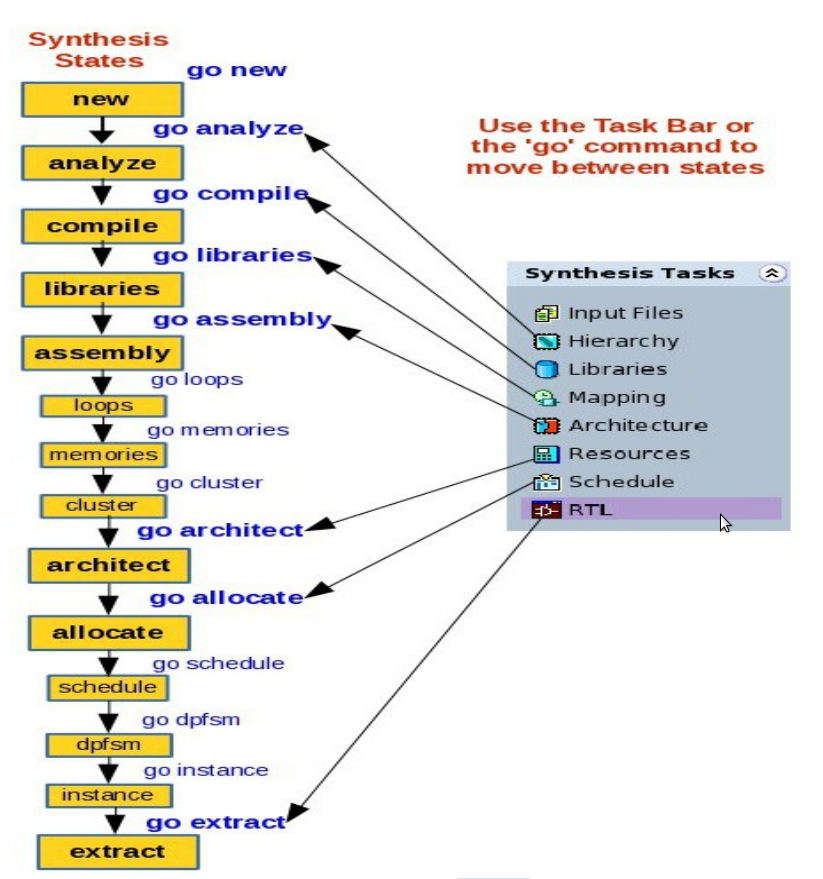 Synthesis
States
go new
new
go analyze
analyze
go compile
compile
go libraries
libraries
go assembly
assembly
go loops
loops
go memories
memories
go cluster
cluster
go architect
architect
go allocate
allocate
go schedule
schedule
go dpfsm
dpfsm
go instance
instance
go extract
extract
Use the Task Bar or
the 'go' command to
move between states
Synthesis Tasks
Input Files
Hierarchy
Libraries
Mapping
Architecture
Resources
Schedule
RTL